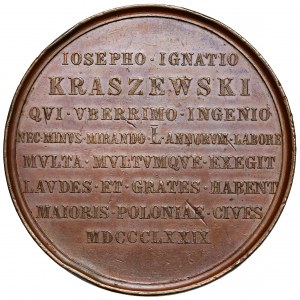 IOSEPHO · IGNATIO
KRASZEWSKI
QVI · VBERRIMO · INGENIO
NEC · MINVS · MIRANDO · L · ANNORVM · LABORE
MVLTA · MVLTVMQVE · EXEGIT
LAVDES · ET · GRATES · HABENT
MAIORIS · POLONIAE · CIVES
MDCCCLXXIX